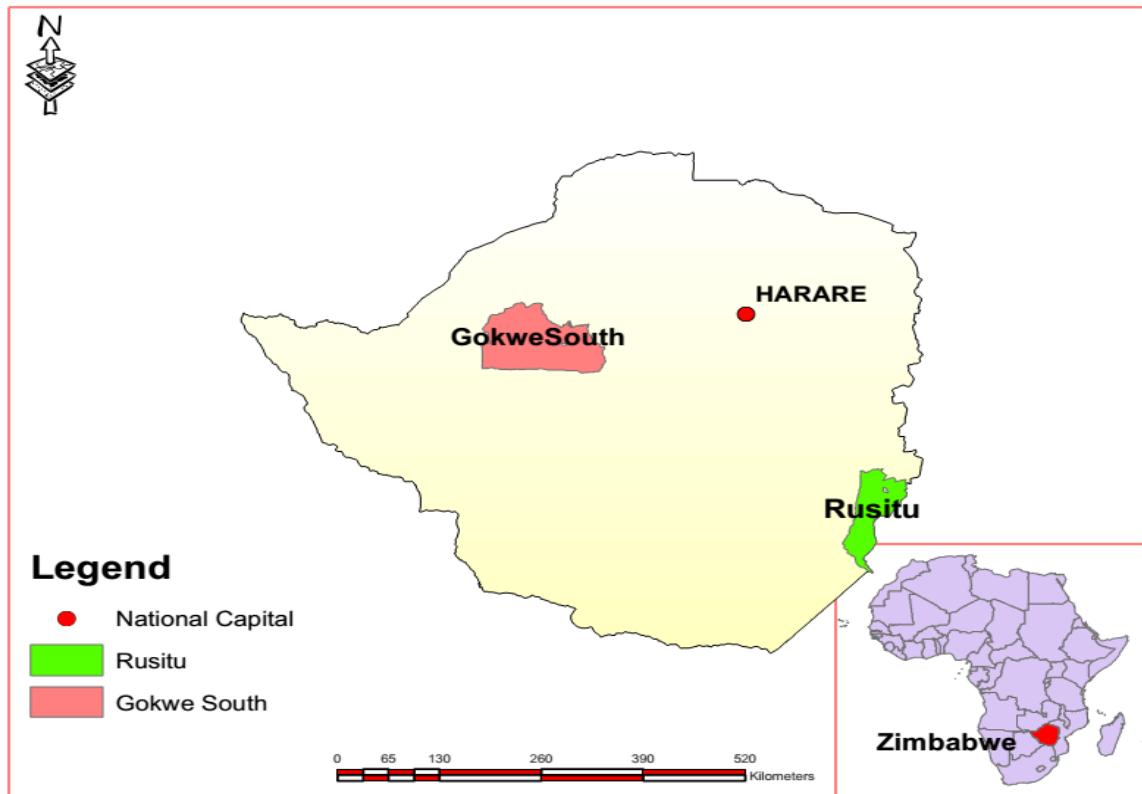 N
HARARE
GokweSouth
Rusitu
Legend
National Capital
Rusitu
Gokwe South
Zimbabwe
0 65 130 260 390 520
Kilometers